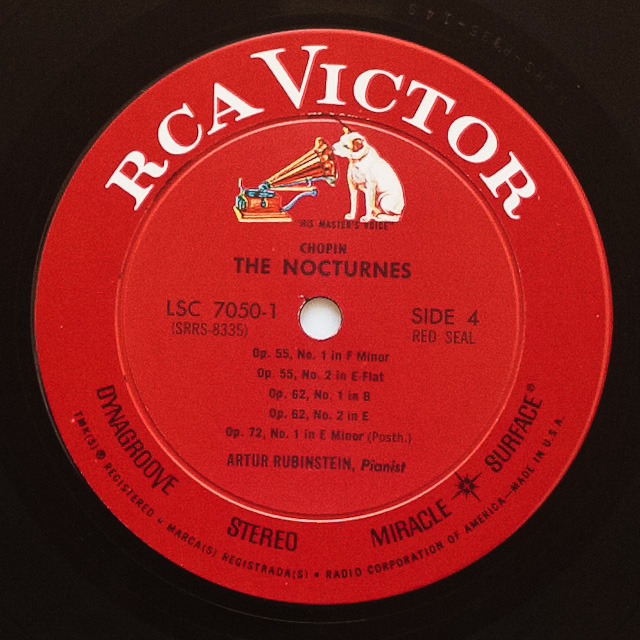 RCA VICTOR
"HIS MASTER'S VOICE"
CHOPIN
THE NOCTURNES
LSC 7050-1
(SRRS-8335)
SIDE 4
RED SEAL
Op. 55, No. 1 in F Minor
Op. 55, No. 2 in E-Flat
Op. 62, No. 1 in B
Op. 62, No. 2 in E
Op. 72, No. 1 in E Minor (Posth.)
ARTUR RUBINSTEIN, Pianist
DYNAGROOVE STEREO MIRACLE SURFACE®
TMK(S)® REGISTERED • MARCA(S) REGISTRADA(S) • RADIO CORPORATION OF AMERICA—MADE IN U.S.A.